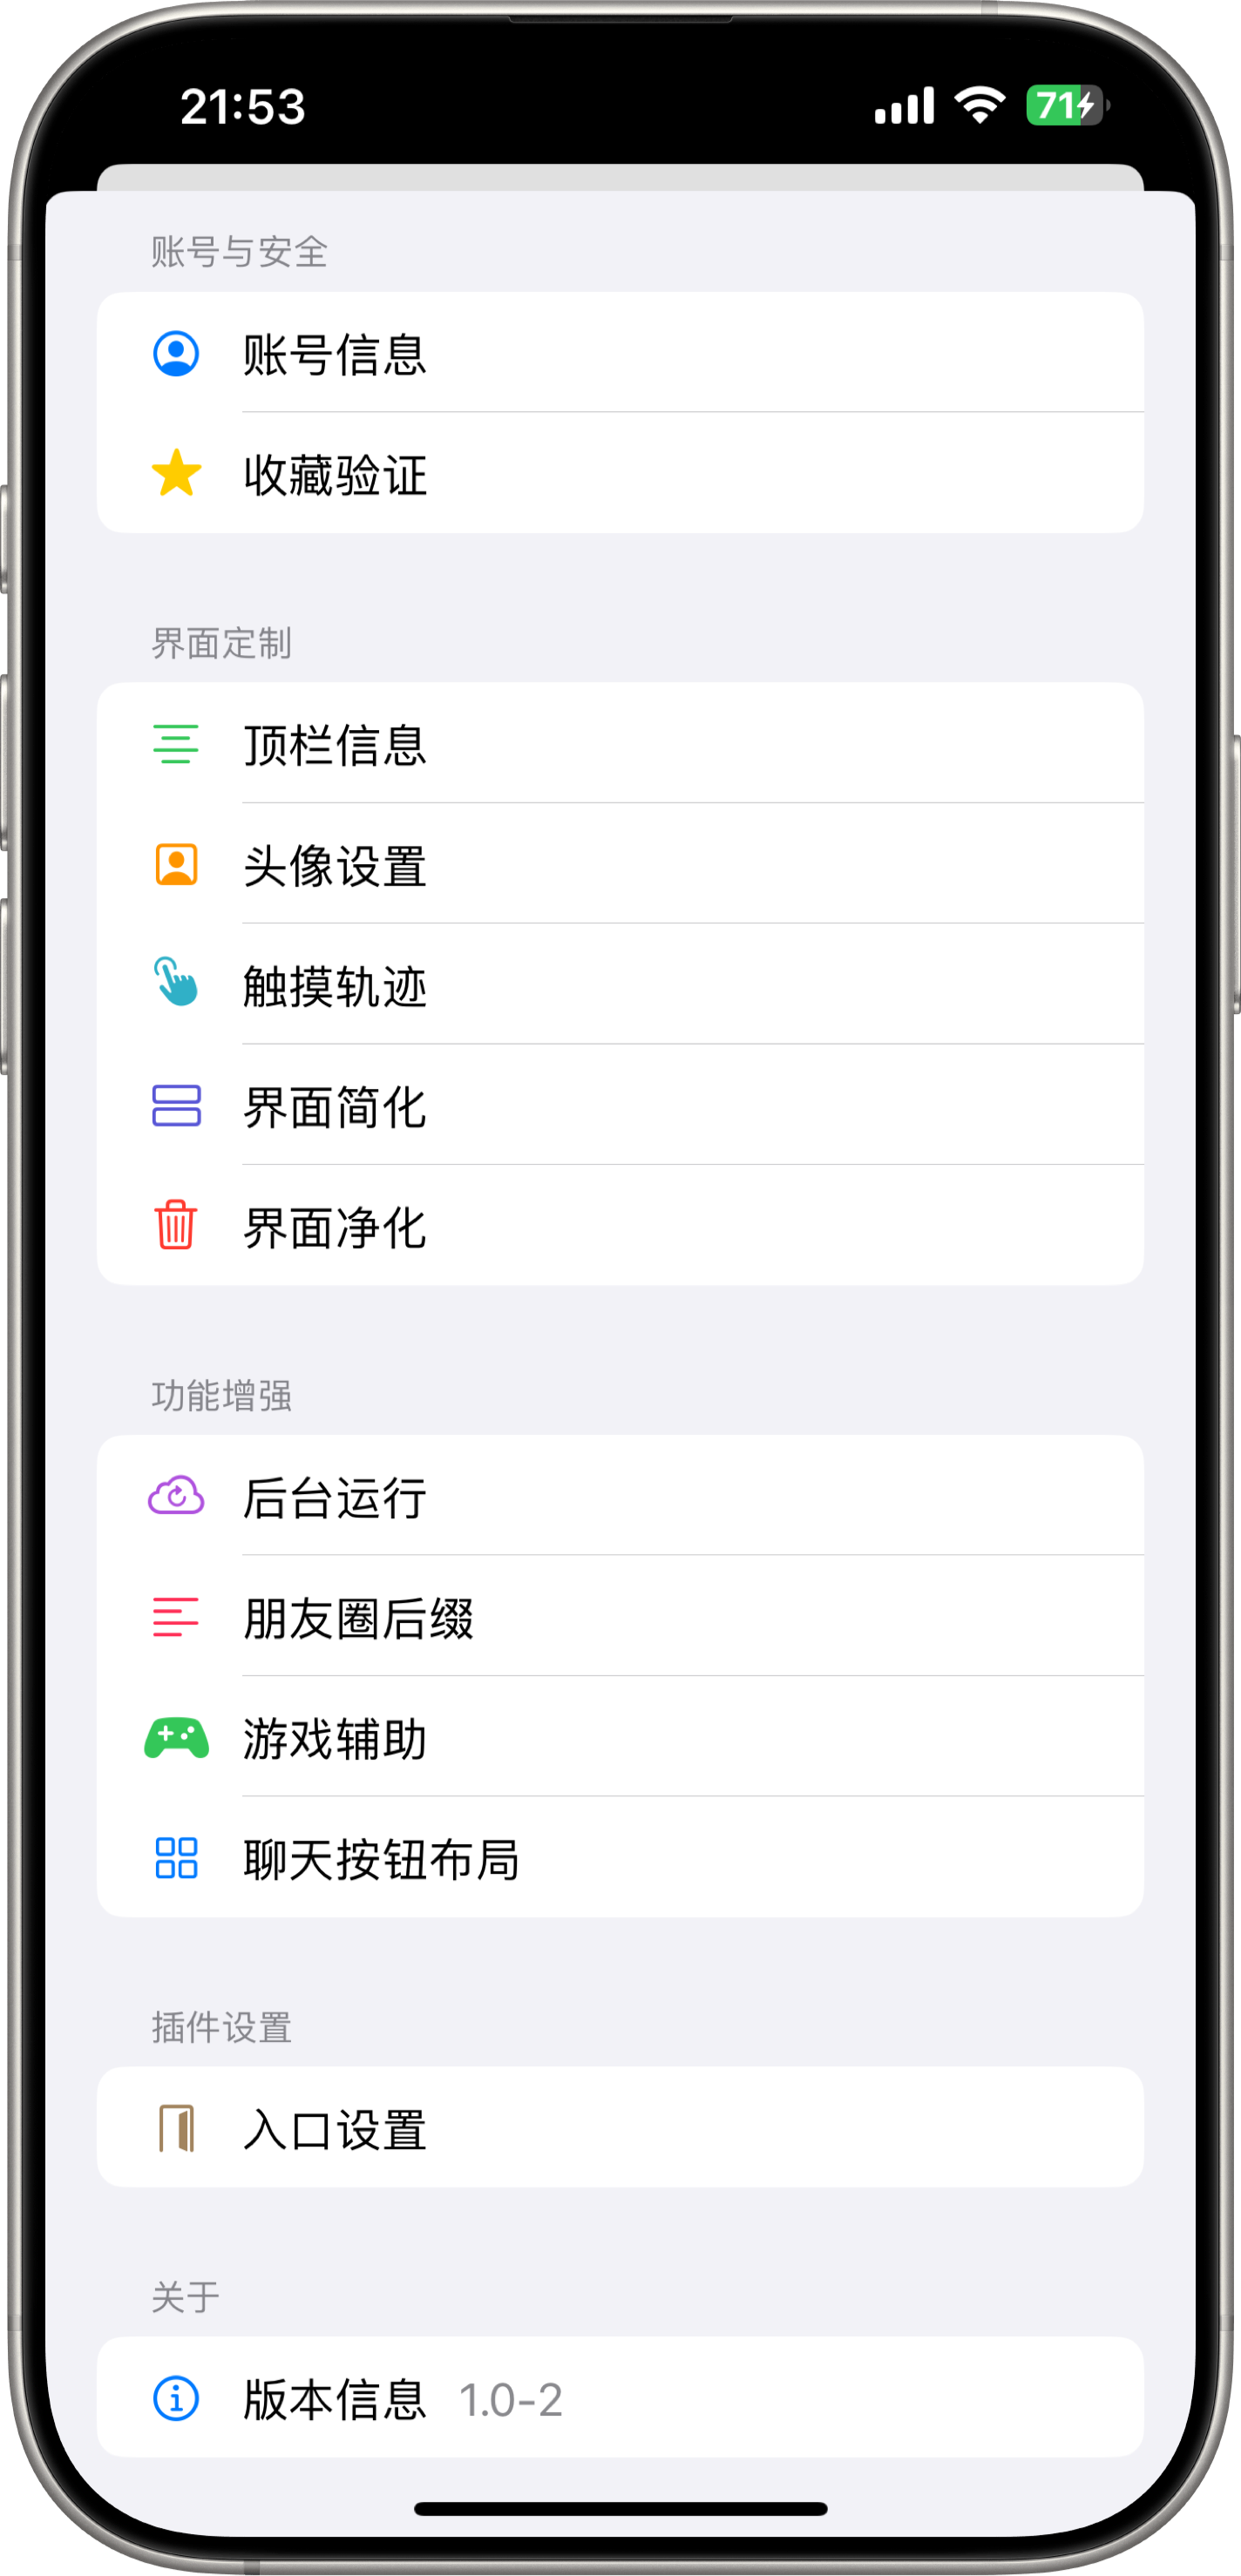 21:53
71
账号与安全
账号信息
收藏验证
界面定制
顶栏信息
头像设置
触摸轨迹
界面简化
界面净化
功能增强
后台运行
朋友圈后缀
游戏辅助
聊天按钮布局
插件设置
入口设置
关于
版本信息 1.0-2